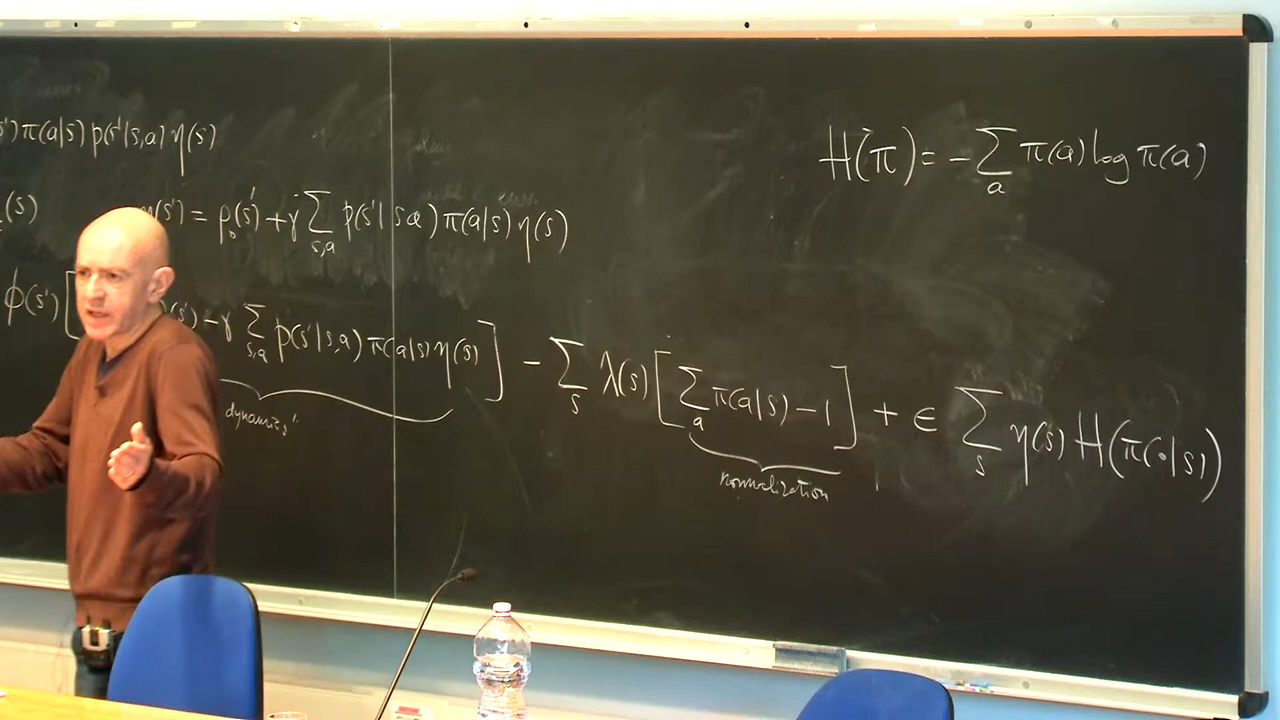 s') π(a|s) p(s'|s,a) η(s)
H(π) = - ∑_a π(a) log π(a)
(s) η(s') = ρ_0(s') + γ ∑_{s,a} p(s'|s a) π(a|s) η(s)
ϕ(s') [ (s') - γ ∑_{s,a} p(s'|s,a) π(a|s) η(s) ] - ∑_s λ(s) [ ∑_a π(a|s) - 1 ] + ϵ ∑_s η(s) H(π(·|s))
dynamics"
normalization